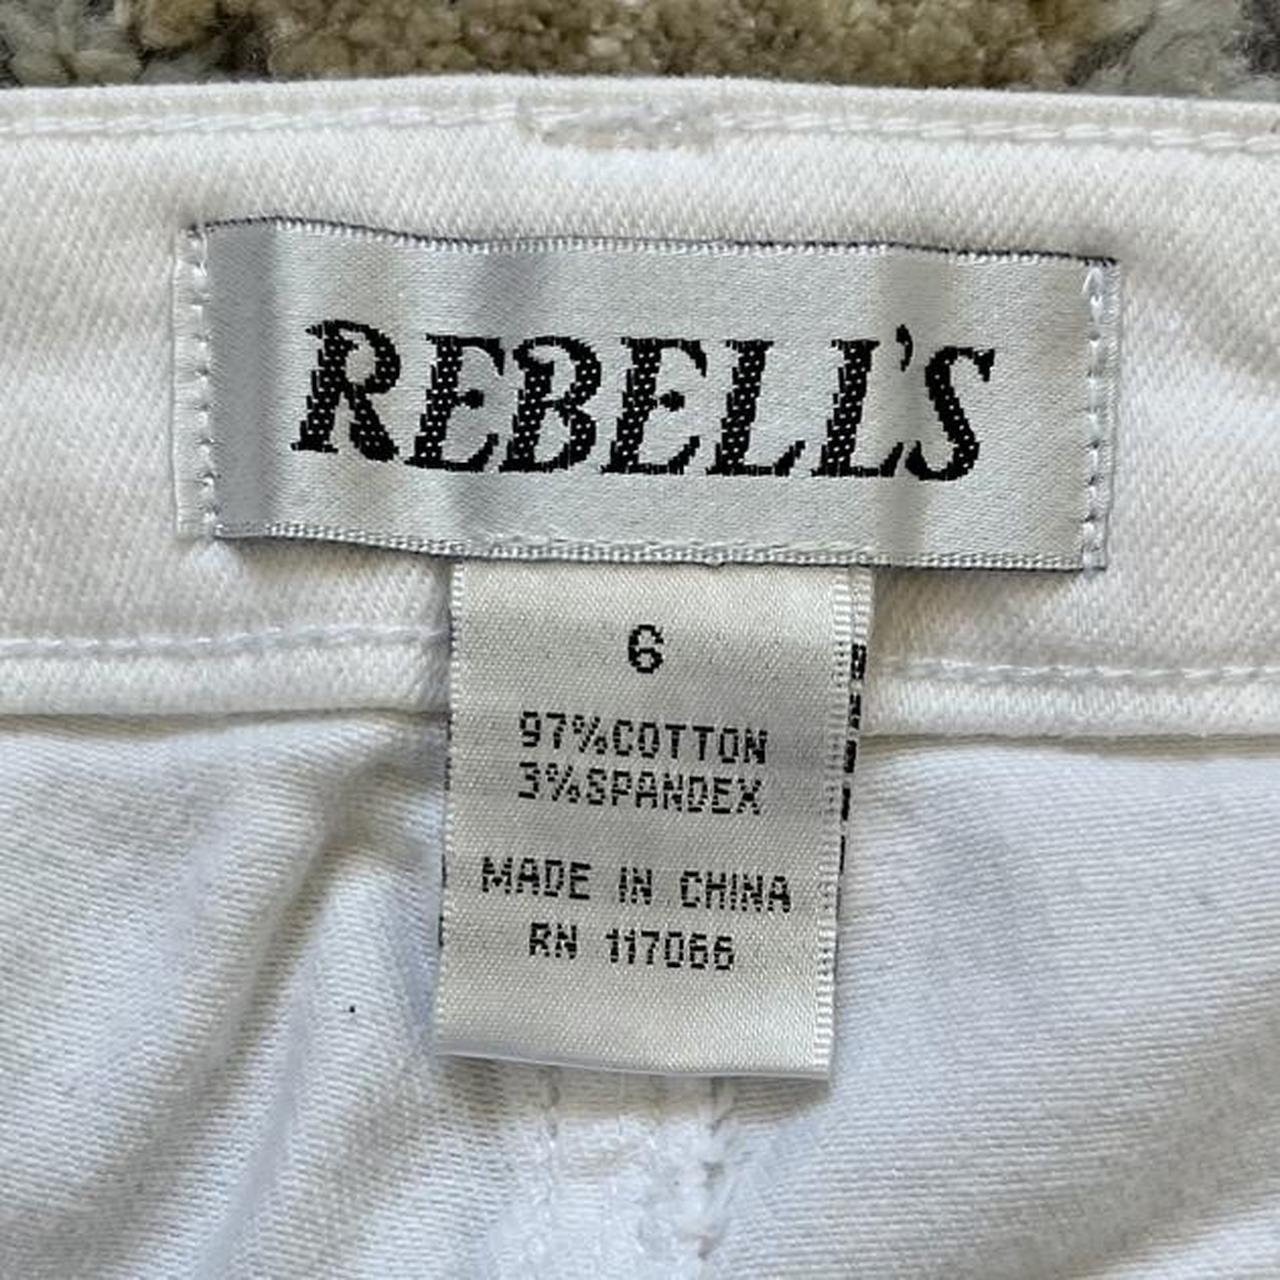 REBELL'S
6
97%COTTON
3%SPANDEX
MADE IN CHINA
RN 117066